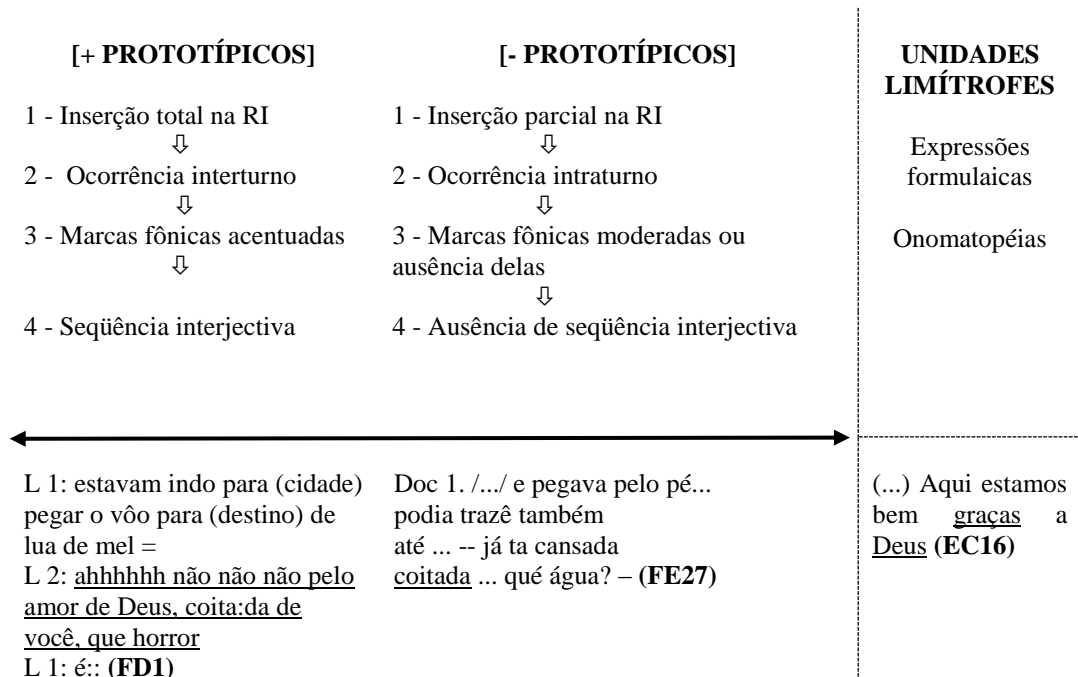 [+ PROTOTÍPICOS]
1 - Inserção total na RI
⇩
2 - Ocorrência interturno
⇩
3 - Marcas fônicas acentuadas
⇩
4 - Seqüência interjectiva
[- PROTOTÍPICOS]
1 - Inserção parcial na RI
⇩
2 - Ocorrência intraturno
⇩
3 - Marcas fônicas moderadas ou
ausência delas
⇩
4 - Ausência de seqüência interjectiva
UNIDADES
LIMÍTROFES
Expressões
formulaicas
Onomatopéias
L 1: estavam indo para (cidade)
pegar o vôo para (destino) de
lua de mel =
L 2: ahhhhhh não não não pelo
amor de Deus, coita:da de
você, que horror
L 1: é:: (FD1)
Doc 1. /.../ e pegava pelo pé...
podia trazê também
até ... -- já ta cansada
coitada ... qué água? – (FE27)
(...) Aqui estamos
bem graças a
Deus (EC16)